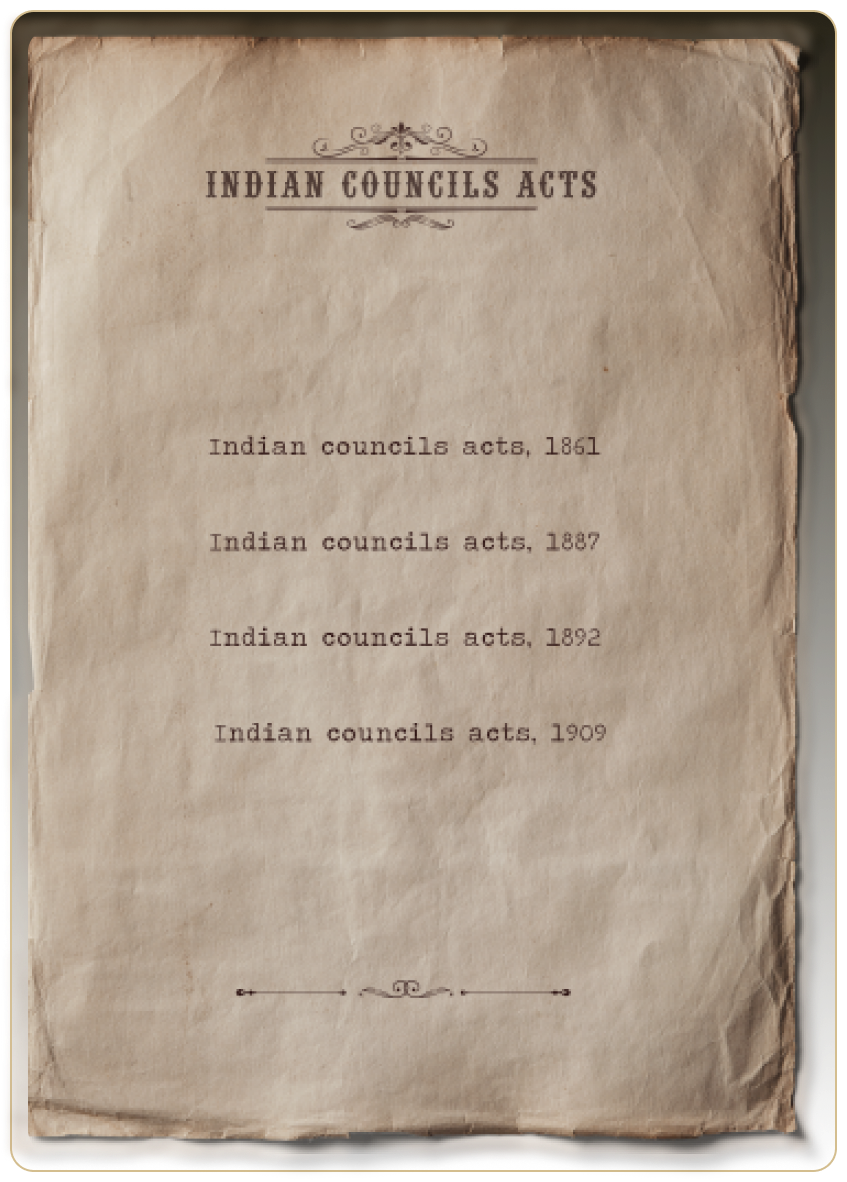 INDIAN COUNCILS ACTS
Indian councils acts, 1861
Indian councils acts, 1887
Indian councils acts, 1892
Indian councils acts, 1909